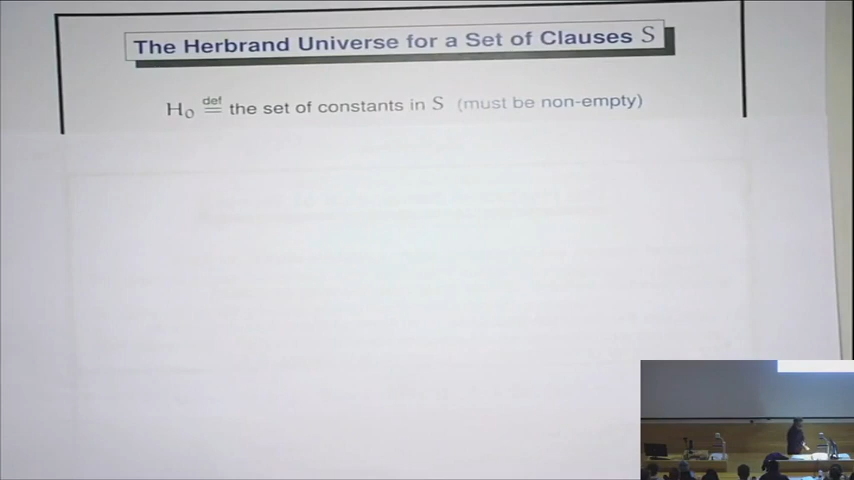 The Herbrand Universe for a Set of Clauses S
H₀ ≝ the set of constants in S (must be non-empty)